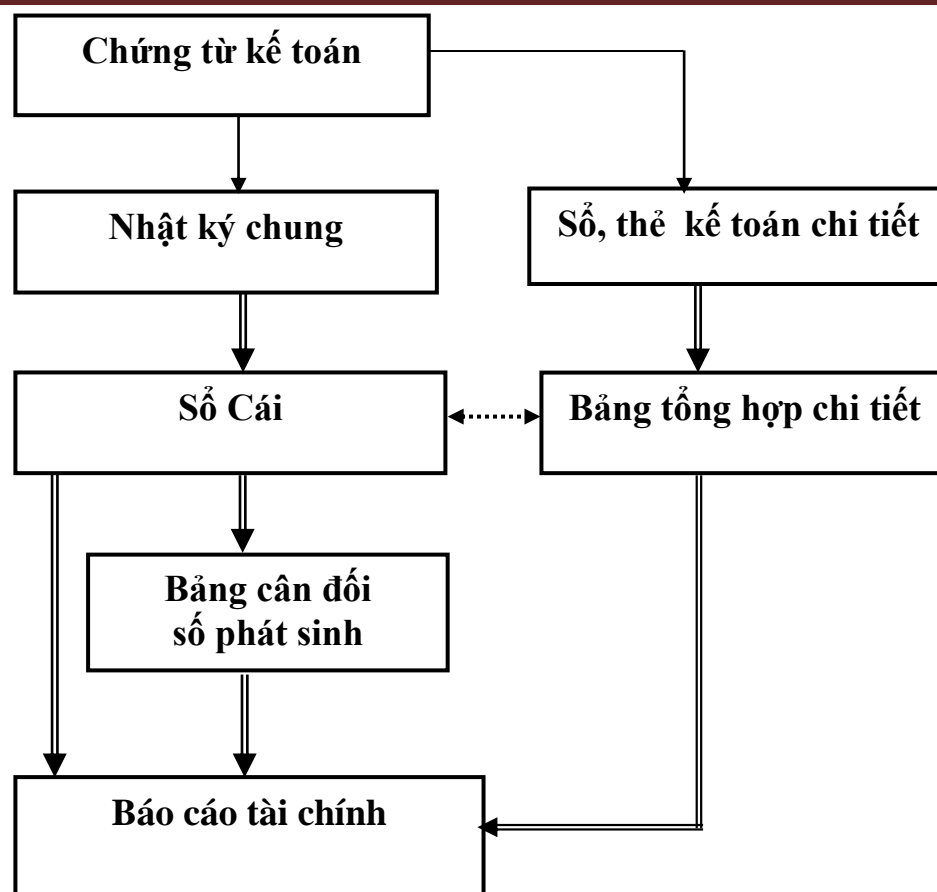 Chứng từ kế toán
Nhật ký chung
Sổ, thẻ kế toán chi tiết
Sổ Cái
Bảng tổng hợp chi tiết
Bảng cân đối
số phát sinh
Báo cáo tài chính